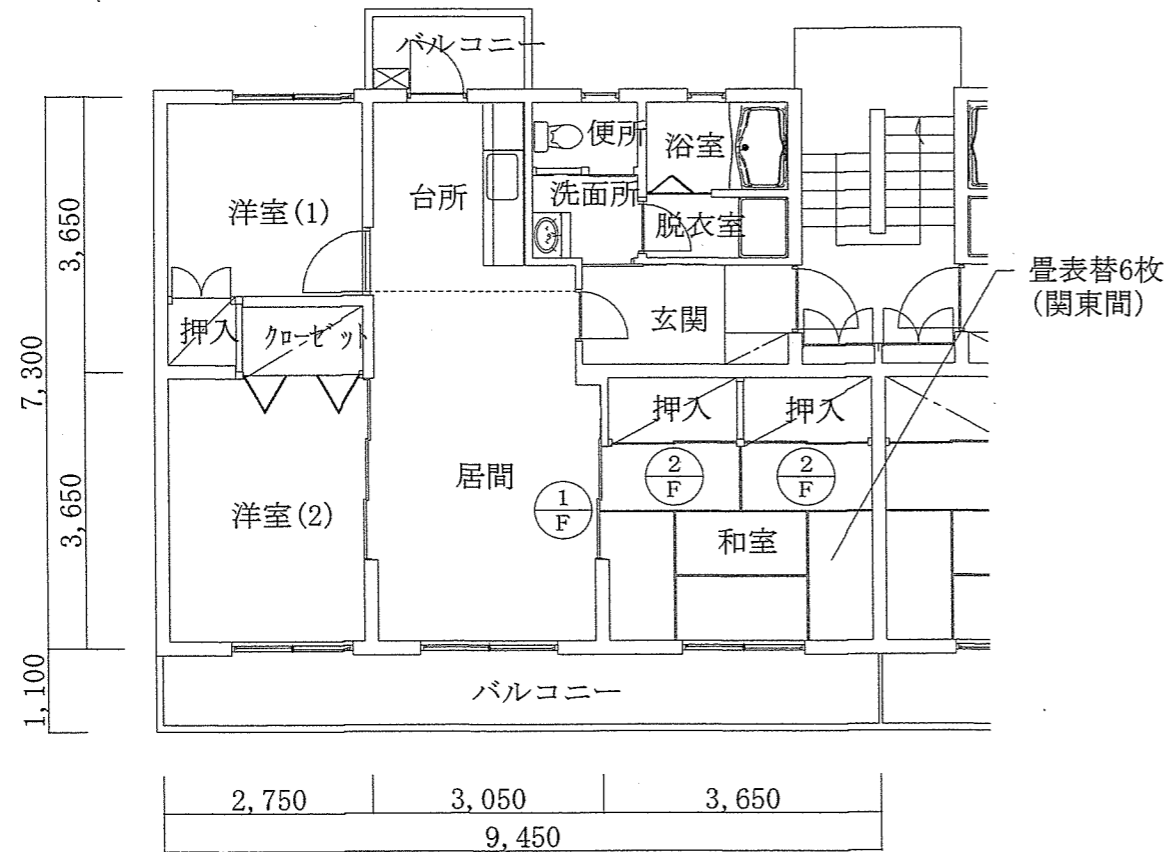 バルコニー
便所
浴室
台所
洗面所
洋室(1)
脱衣室
3,650
畳表替6枚
(関東間)
玄関
押入
クローゼット
7,300
押入
押入
2
F
2
F
居間
1
F
洋室(2)
和室
3,650
バルコニー
1,100
2,750
3,050
3,650
9,450